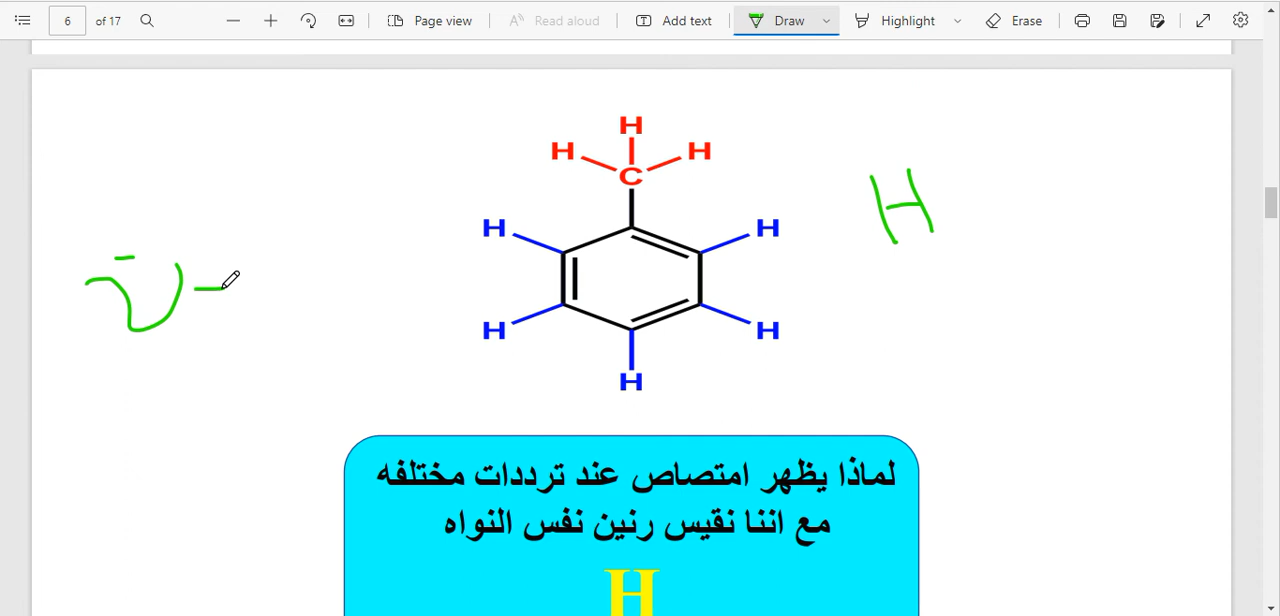 6 of 17 Page view Read aloud Add text Draw Highlight Erase
H
H H
C
H H
H H
H
H
لماذا يظهر امتصاص عند ترددات مختلفه
مع اننا نقيس رنين نفس النواه
H